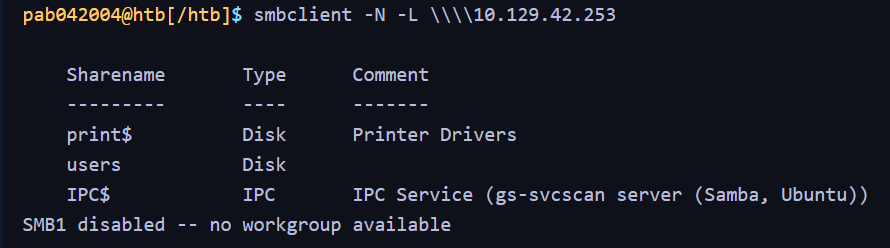 pab042004@htb[/htb]$ smbclient -N -L \\\\10.129.42.253
Sharename Type Comment
--------- ---- -------
print$ Disk Printer Drivers
users Disk
IPC$ IPC IPC Service (gs-svcscan server (Samba, Ubuntu))
SMB1 disabled -- no workgroup available